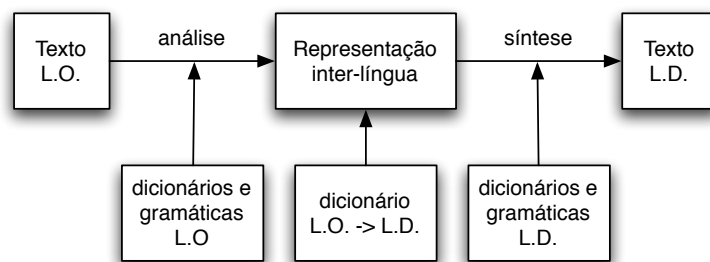 Texto
L.O.
análise
Representação
inter-língua
síntese
Texto
L.D.
dicionários e
gramáticas
L.O
dicionário
L.O. -> L.D.
dicionários e
gramáticas
L.D.